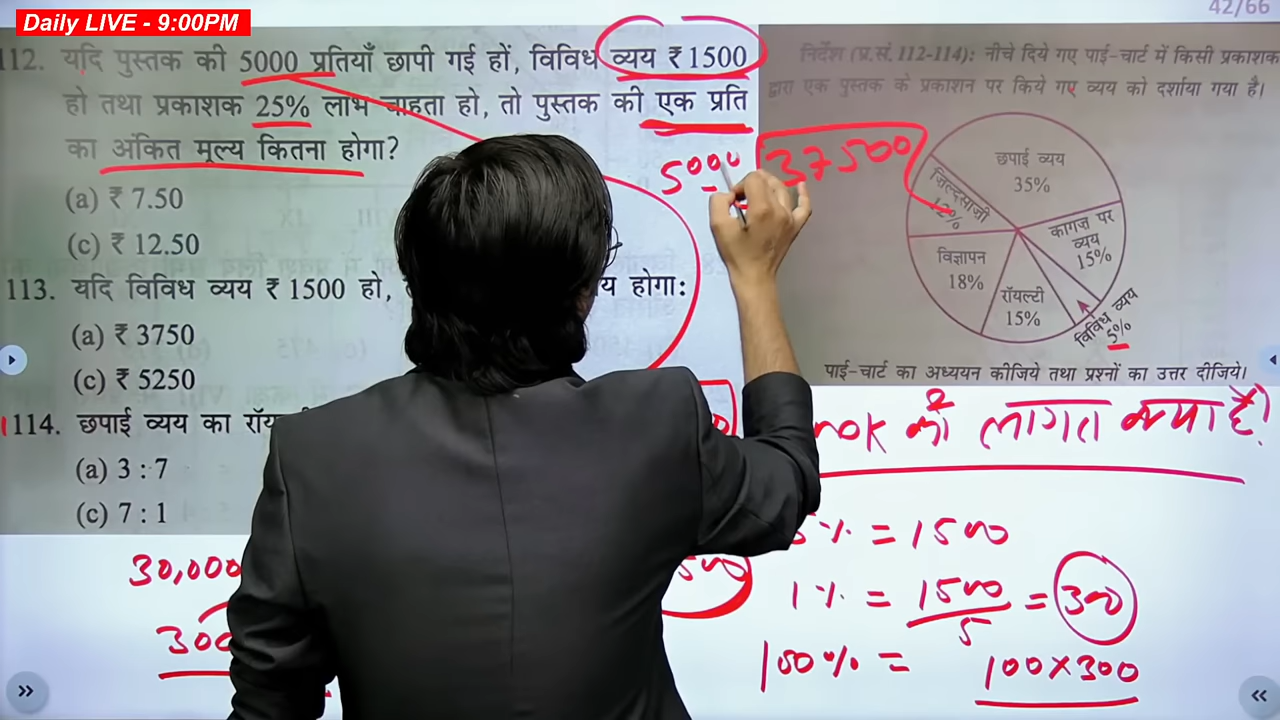 Daily LIVE - 9:00PM
42/66
112. यदि पुस्तक की 5000 प्रतियाँ छापी गई हों, विविध व्यय ₹ 1500
हो तथा प्रकाशक 25% लाभ चाहता हो, तो पुस्तक की एक प्रति
का अंकित मूल्य कितना होगा?
(a) ₹ 7.50
(c) ₹ 12.50
113. यदि विविध व्यय ₹ 1500 हो,
य होगा:
(a) ₹ 3750
(c) ₹ 5250
114. छपाई व्यय का
(a) 3 : 7
(c) 7 : 1
निर्देश (प्र.सं. 112-114): नीचे दिये गए पाई-चार्ट में किसी प्रकाशक
द्वारा एक पुस्तक के प्रकाशन पर किये गए व्यय को दर्शाया गया है।
छपाई व्यय
35%
जिल्दसाजी
12%
कागज पर
व्यय
15%
विज्ञापन
18%
रॉयल्टी
15%
विविध व्यय
5%
पाई-चार्ट का अध्ययन कीजिये तथा प्रश्नों का उत्तर दीजिये।
5000
37500
की लागत क्या है?
5% = 1500
1% = 1500/5 = 300
100% = 100×300
30,000
300